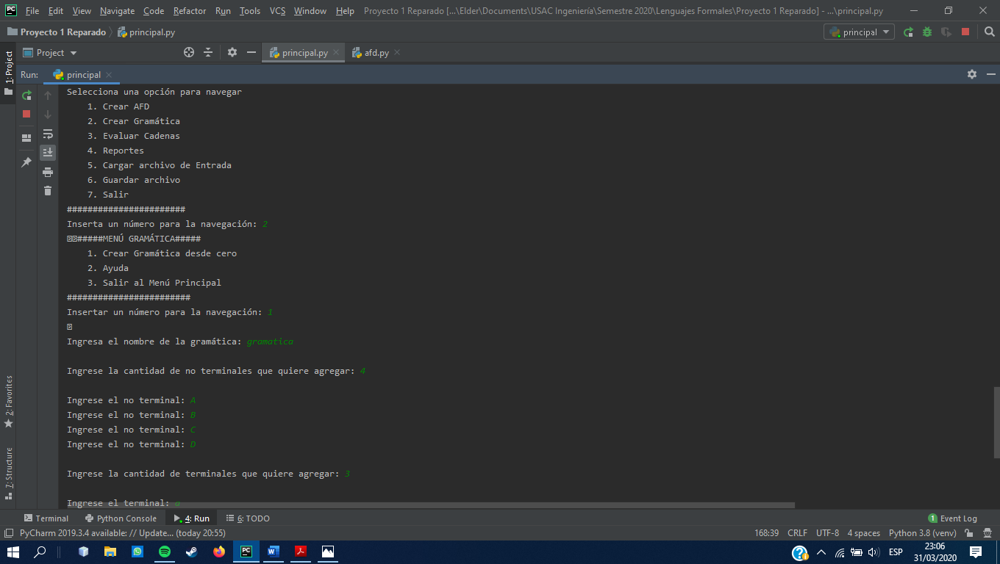 File Edit View Navigate Code Refactor Run Tools VCS Window Help Proyecto 1 Reparado [...\Elder\Documents\USAC Ingeniería\Semestre 2020\Lenguajes Formales\Proyecto 1 Reparado] - ...\principal.py
Proyecto 1 Reparado principal.py principal
1: Project
Project principal.py afd.py
Run: principal
Selecciona una opción para navegar
1. Crear AFD
2. Crear Gramática
3. Evaluar Cadenas
4. Reportes
5. Cargar archivo de Entrada
6. Guardar archivo
7. Salir
#######################
Inserta un número para la navegación: 2
#####MENÚ GRAMÁTICA#####
1. Crear Gramática desde cero
2. Ayuda
3. Salir al Menú Principal
########################
Insertar un número para la navegación: 1
Ingresa el nombre de la gramática: gramatica
Ingrese la cantidad de no terminales que quiere agregar: 4
Ingrese el no terminal: A
Ingrese el no terminal: B
Ingrese el no terminal: C
Ingrese el no terminal: D
Ingrese la cantidad de terminales que quiere agregar: 3
Ingrese el terminal: a
2: Favorites
7: Structure
Terminal Python Console 4: Run 6: TODO 1 Event Log
PyCharm 2019.3.4 available: // Update... (today 20:55) 168:39 CRLF UTF-8 4 spaces Python 3.8 (venv)
ESP 23:06
31/03/2020